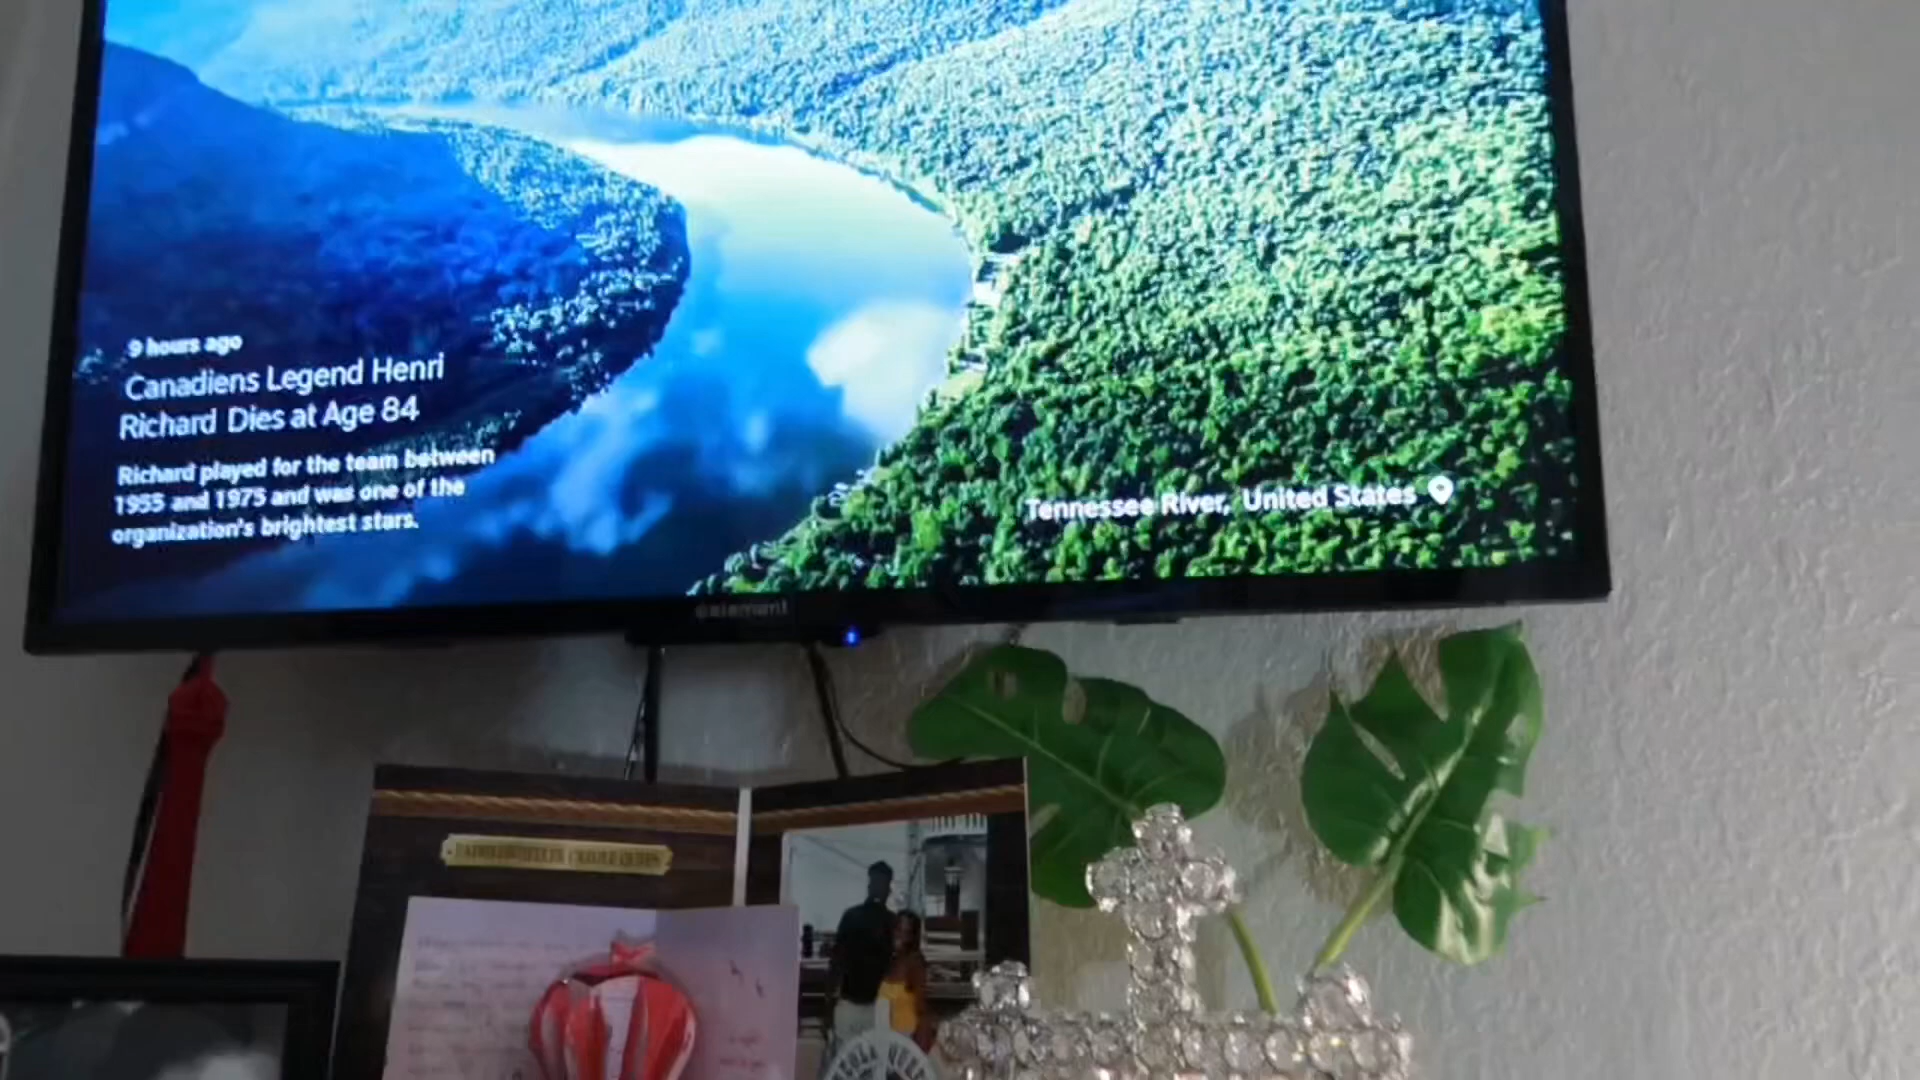 9 hours ago
Canadiens Legend Henri
Richard Dies at Age 84
Richard played for the team between
1955 and 1975 and was one of the
organization's brightest stars.
Tennessee River, United States
element